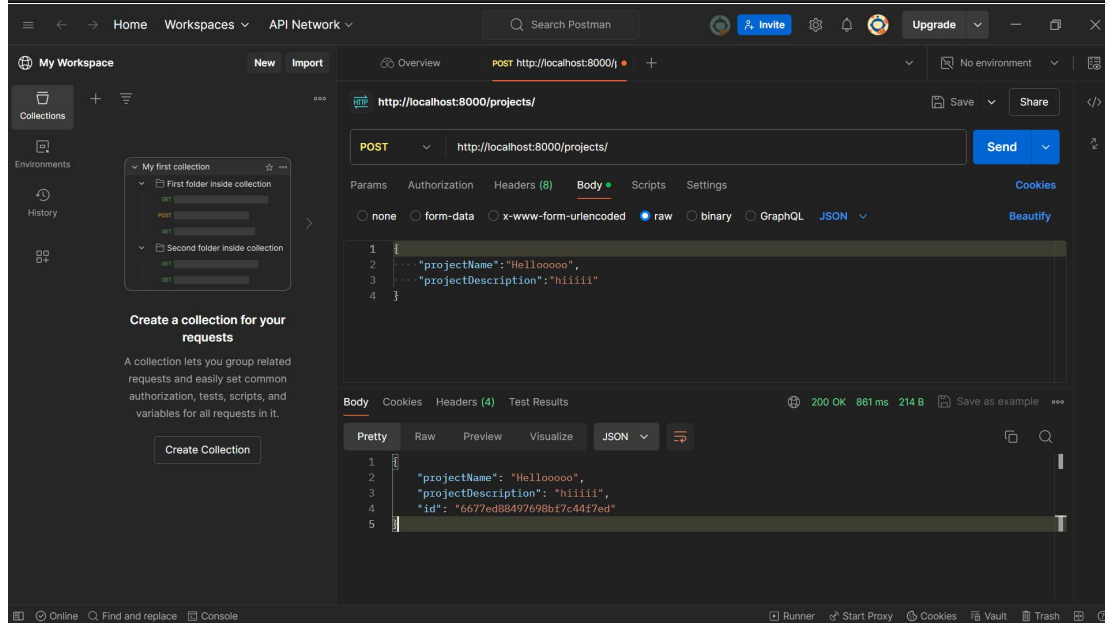 Home Workspaces API Network Search Postman Invite Upgrade
My Workspace New Import Overview POST http://localhost:8000/p + No environment
Collections
Environments
History
My first collection
First folder inside collection
GET
POST
GET
Second folder inside collection
GET
GET
Create a collection for your
requests
A collection lets you group related
requests and easily set common
authorization, tests, scripts, and
variables for all requests in it.
Create Collection
HTTP http://localhost:8000/projects/ Save Share
POST http://localhost:8000/projects/ Send
Params Authorization Headers (8) Body Scripts Settings Cookies
none form-data x-www-form-urlencoded raw binary GraphQL JSON Beautify
1 {
2 "projectName":"Hellooooo",
3 "projectDescription":"hiiiii"
4 }
Body Cookies Headers (4) Test Results 200 OK 861 ms 214 B Save as example
Pretty Raw Preview Visualize JSON
1 {
2 "projectName": "Hellooooo",
3 "projectDescription": "hiiiii",
4 "id": "6677ed88497698bf7c44f7ed"
5 }
Online Find and replace Console Runner Start Proxy Cookies Vault Trash